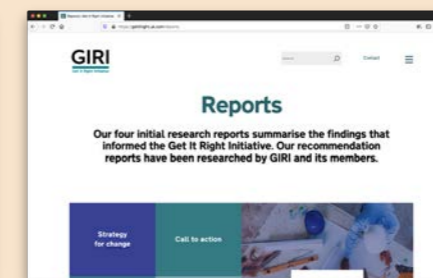 GIRI
Get It Right Initiative
Contact
Reports
Our four initial research reports summarise the findings that
informed the Get It Right Initiative. Our recommendation
reports have been researched by GIRI and its members.
Strategy
for change
Call to action